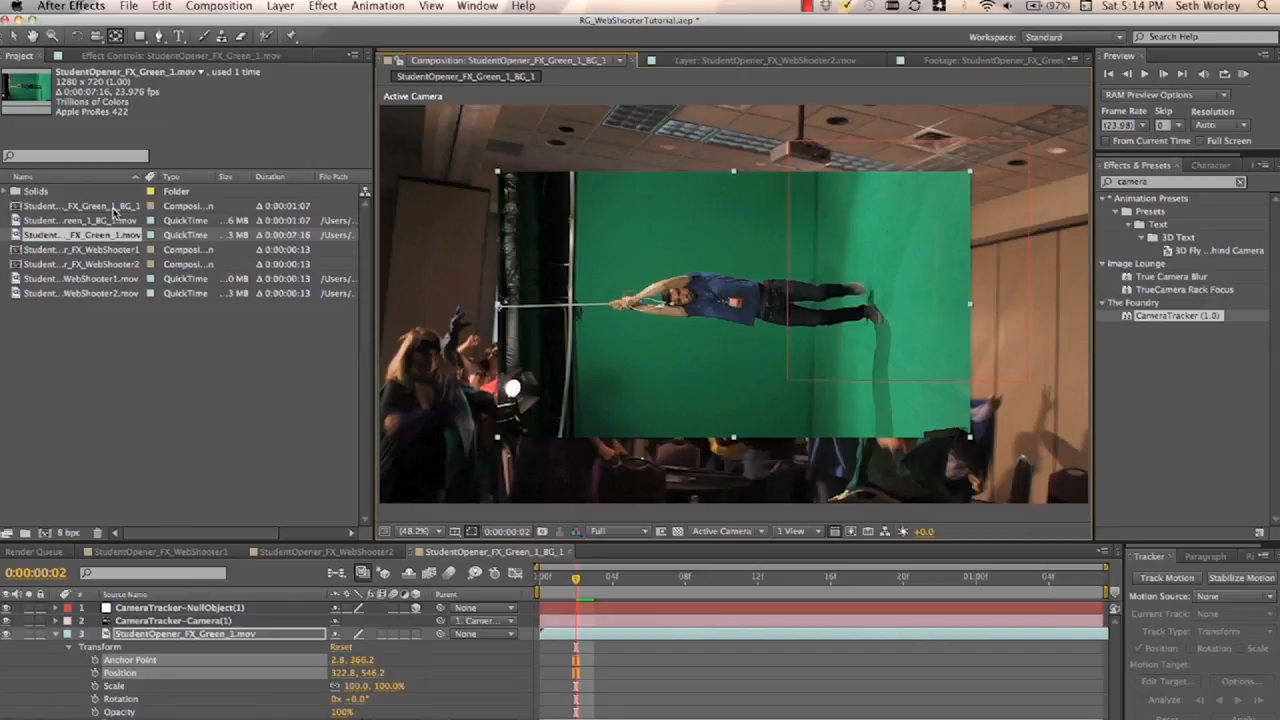 After Effects File Edit Composition Layer Effect Animation View Window Help (97%) Sat 5:14 PM Seth Worley
RG_WebShooterTutorial.aep *
Workspace: Standard Search Help
Project Effect Controls: StudentOpener_FX_Green_1.mov
StudentOpener_FX_Green_1.mov , used 1 time
1280 x 720 (1.00)
Δ 0:00:07:16, 23.976 fps
Trillions of Colors
Apple ProRes 422
Name Type Size Duration File Path
Solids Folder
Student..._FX_Green_1_BG_1 Composi...n Δ 0:00:01:07
Student...reen_1_BG_1.mov QuickTime ...6 MB Δ 0:00:01:07 /Users/
Student..._FX_Green_1.mov QuickTime ...3 MB Δ 0:00:07:16 /Users/
Student...r_FX_WebShooter1 Composi...n Δ 0:00:00:13
Student...r_FX_WebShooter2 Composi...n Δ 0:00:00:13
Student...WebShooter1.mov QuickTime ...0 MB Δ 0:00:00:13 /Users/
Student...WebShooter2.mov QuickTime ...3 MB Δ 0:00:00:13 /Users/
8 bpc
Composition: StudentOpener_FX_Green_1_BG_1 Layer: StudentOpener_FX_WebShooter2.mov Footage: StudentOpener_FX_Gree
StudentOpener_FX_Green_1_BG_1
Active Camera
(48.2%) 0:00:00:02 Full Active Camera 1 View +0.0
Preview
RAM Preview Options
Frame Rate Skip Resolution
(23.98) 0 Auto
From Current Time Full Screen
Effects & Presets Character
camera
* Animation Presets
Presets
Text
3D Text
3D Fly ...hind Camera
Image Lounge
True Camera Blur
TrueCamera Rack Focus
The Foundry
CameraTracker (1.0)
Render Queue StudentOpener_FX_WebShooter1 StudentOpener_FX_WebShooter2 StudentOpener_FX_Green_1_BG_1
0:00:00:02
:00f 04f 08f 12f 16f 20f 01:00f 04f
# Source Name Parent
1 CameraTracker-NullObject(1) None
2 CameraTracker-Camera(1) 1. Camer...
3 StudentOpener_FX_Green_1.mov None
Transform Reset
Anchor Point 2.8, 366.2
Position 322.8, 546.2
Scale 100.0, 100.0%
Rotation 0x +0.0°
Opacity 100%
Tracker Paragraph
Track Motion Stabilize Motion
Motion Source: None
Current Track: None
Track Type: Transform
Position Rotation Scale
Motion Target:
Edit Target... Options...
Analyze: